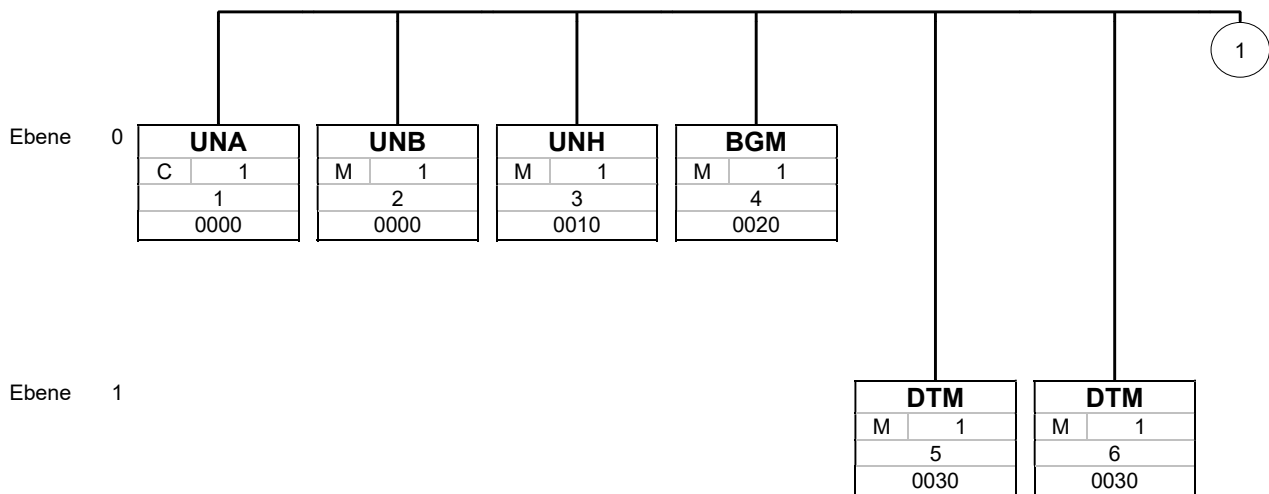 1
Ebene 0
UNA UNB UNH BGM
C 1 M 1 M 1 M 1
1 2 3 4
0000 0000 0010 0020
Ebene 1
DTM DTM
M 1 M 1
5 6
0030 0030